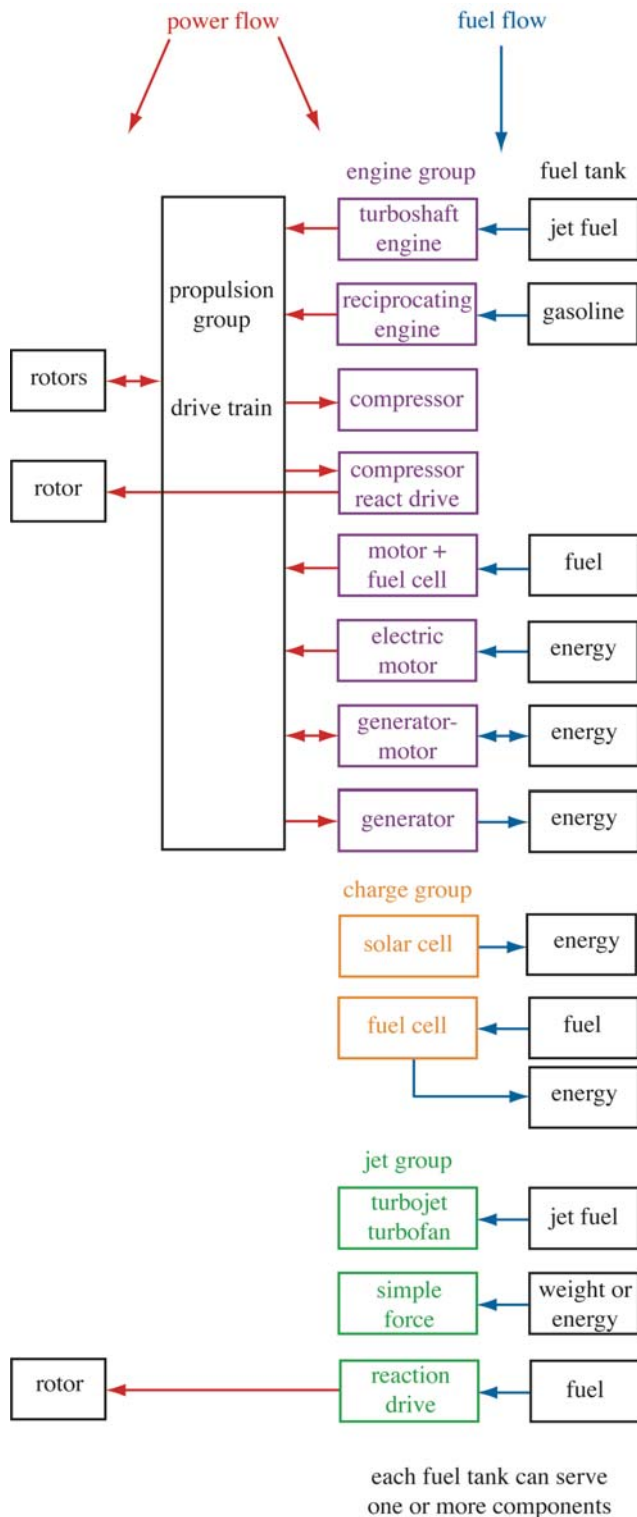 power flow
fuel flow
engine group
fuel tank
turboshaft
engine
jet fuel
propulsion
group
reciprocating
engine
gasoline
rotors
drive train
compressor
rotor
compressor
react drive
motor +
fuel cell
fuel
electric
motor
energy
generator-
motor
energy
generator
energy
charge group
solar cell
energy
fuel cell
fuel
energy
jet group
turbojet
turbofan
jet fuel
simple
force
weight or
energy
rotor
reaction
drive
fuel
each fuel tank can serve
one or more components